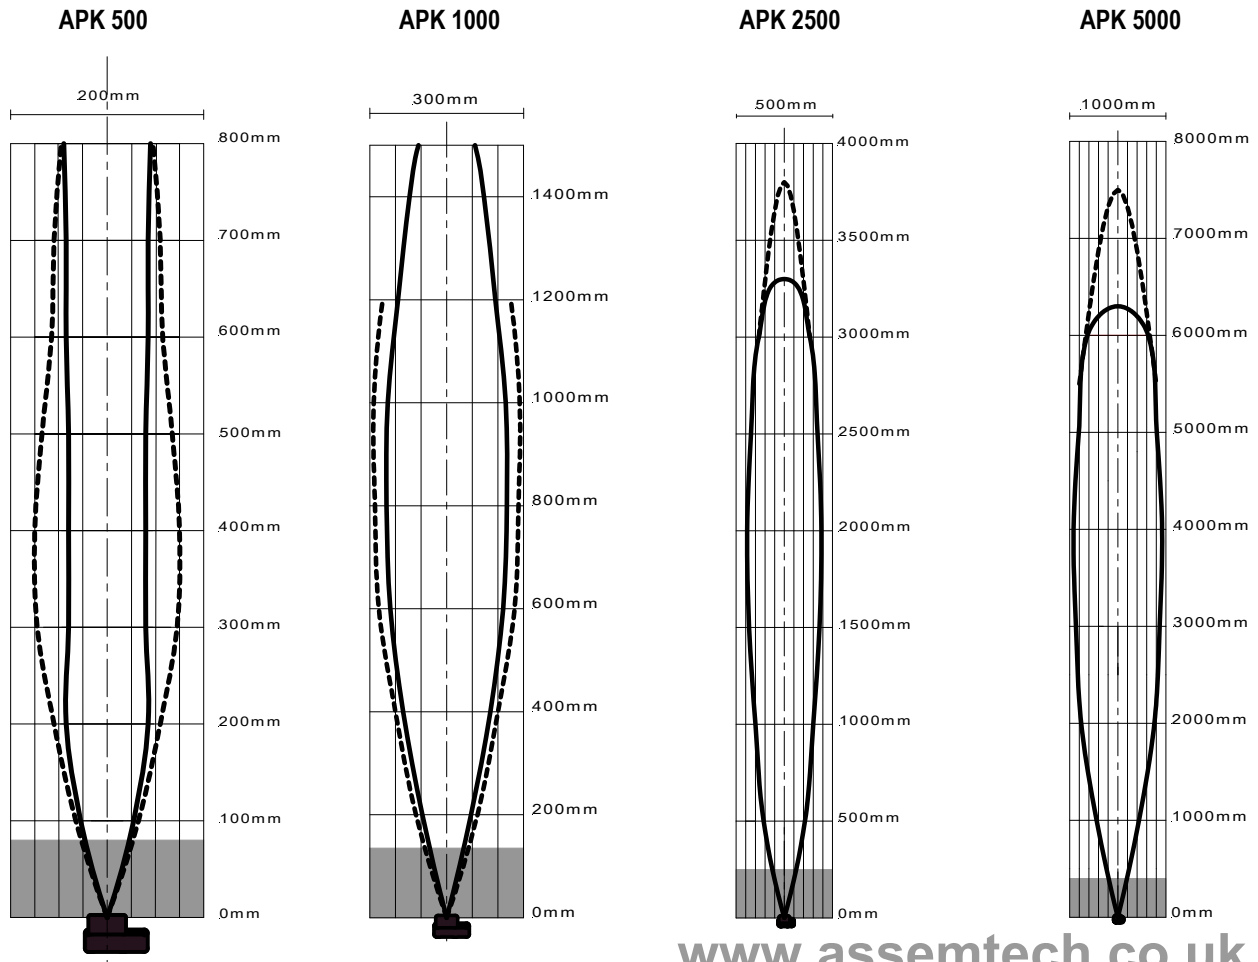 APK 500
200mm
800mm
700mm
600mm
500mm
400mm
300mm
200mm
100mm
0mm
APK 1000
300mm
1400mm
1200mm
1000mm
800mm
600mm
400mm
200mm
0mm
APK 2500
500mm
4000mm
3500mm
3000mm
2500mm
2000mm
1500mm
1000mm
500mm
0mm
APK 5000
1000mm
8000mm
7000mm
6000mm
5000mm
4000mm
3000mm
2000mm
1000mm
0mm
www.assemtech.co.uk